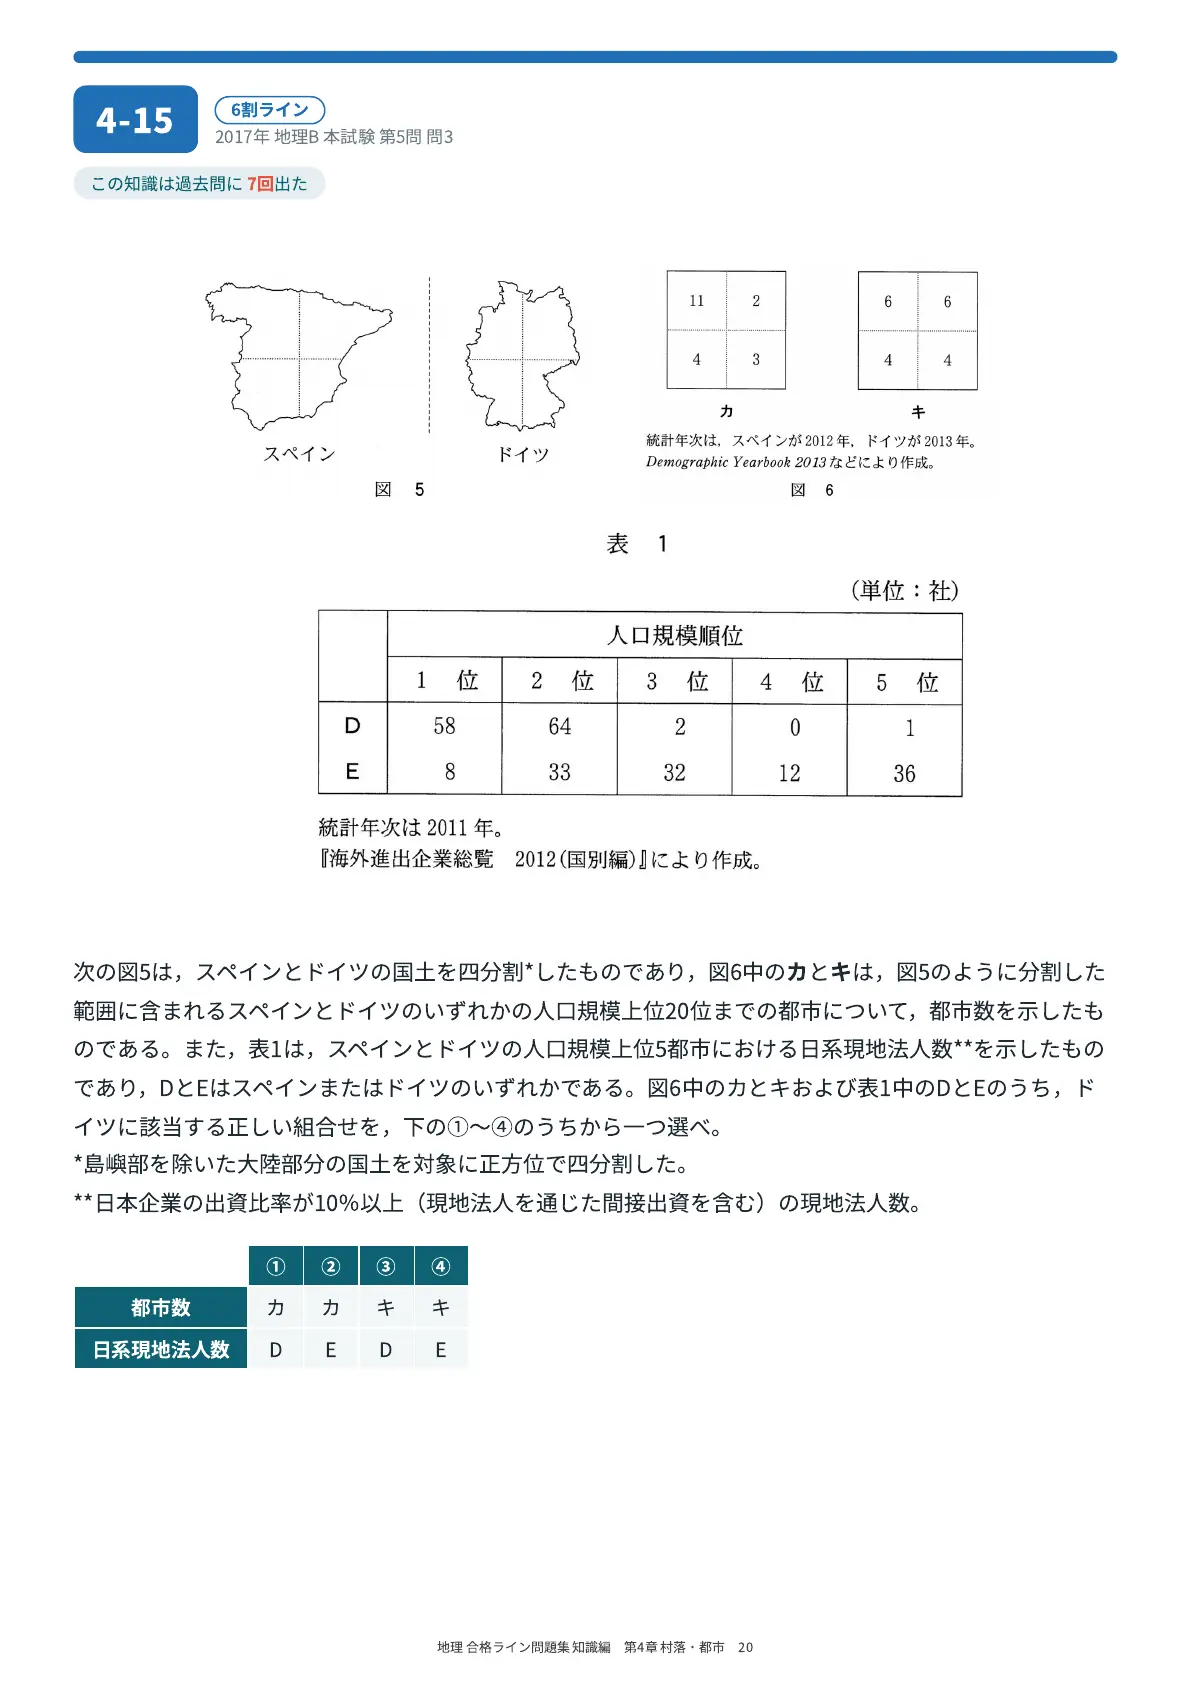 4-15
6割ライン
2017年 地理B 本試験 第5問 問3
この知識は過去問に 7回出た
スペイン
ドイツ
図 5
11 2
4 3
カ
6 6
4 4
キ
統計年次は，スペインが 2012 年，ドイツが 2013 年。
Demographic Yearbook 2013 などにより作成。
図 6
表 1
(単位：社)
人口規模順位
1 位 2 位 3 位 4 位 5 位
D 58 64 2 0 1
E 8 33 32 12 36
統計年次は 2011 年。
『海外進出企業総覧 2012(国別編)』により作成。
次の図5は，スペインとドイツの国土を四分割*したものであり，図6中のカとキは，図5のように分割した
範囲に含まれるスペインとドイツのいずれかの人口規模上位20位までの都市について，都市数を示したも
のである。また，表1は，スペインとドイツの人口規模上位5都市における日系現地法人数**を示したもの
であり，DとEはスペインまたはドイツのいずれかである。図6中のカとキおよび表1中のDとEのうち，ド
イツに該当する正しい組合せを，下の①～④のうちから一つ選べ。
*島嶼部を除いた大陸部分の国土を対象に正方位で四分割した。
**日本企業の出資比率が10％以上（現地法人を通じた間接出資を含む）の現地法人数。
① ② ③ ④
都市数 カ カ キ キ
日系現地法人数 D E D E
地理 合格ライン問題集 知識編 第4章 村落・都市 20